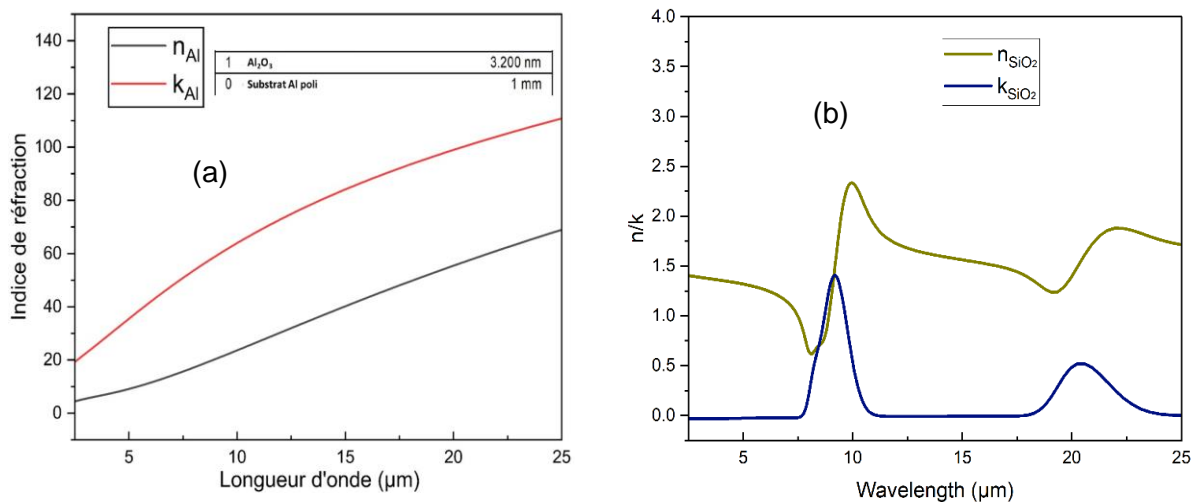 140
120
100
80
60
40
20
0
Indice de réfraction
n_Al
k_Al
1 Al₂O₃ 3.200 nm
0 Substrat Al poli 1 mm
(a)
5 10 15 20 25
Longueur d'onde (µm)
4.0
3.5
3.0
2.5
2.0
1.5
1.0
0.5
0.0
n/k
n_SiO₂
k_SiO₂
(b)
5 10 15 20 25
Wavelength (µm)